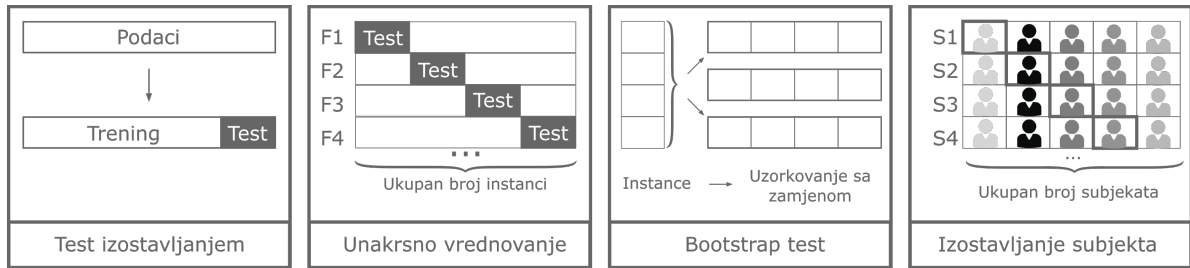 Podaci
Trening
Test
Test izostavljanjem
F1
Test
F2
Test
F3
Test
F4
Test
...
Ukupan broj instanci
Unakrsno vrednovanje
Instance
Uzorkovanje sa
zamjenom
Bootstrap test
S1
S2
S3
S4
...
Ukupan broj subjekata
Izostavljanje subjekta